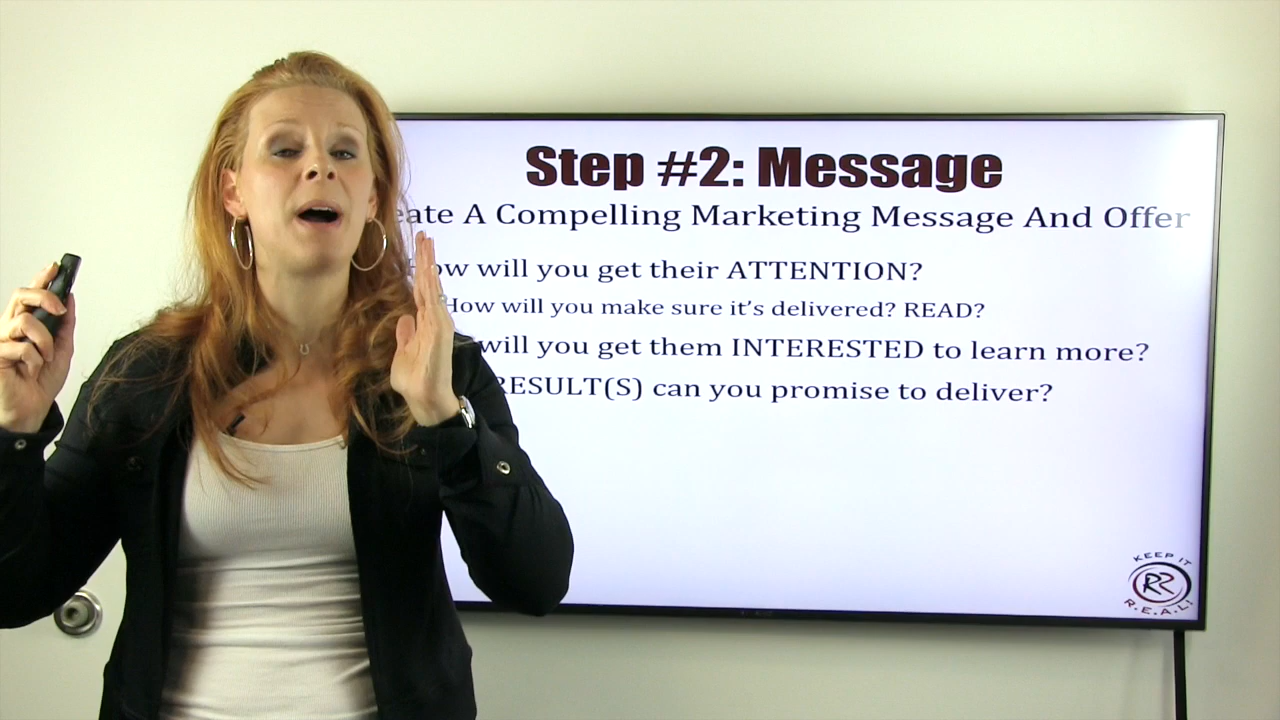 Step #2: Message
eate A Compelling Marketing Message And Offer
ow will you get their ATTENTION?
How will you make sure it's delivered? READ?
will you get them INTERESTED to learn more?
RESULT(S) can you promise to deliver?
KEEP IT
RR
R.E.A.L!